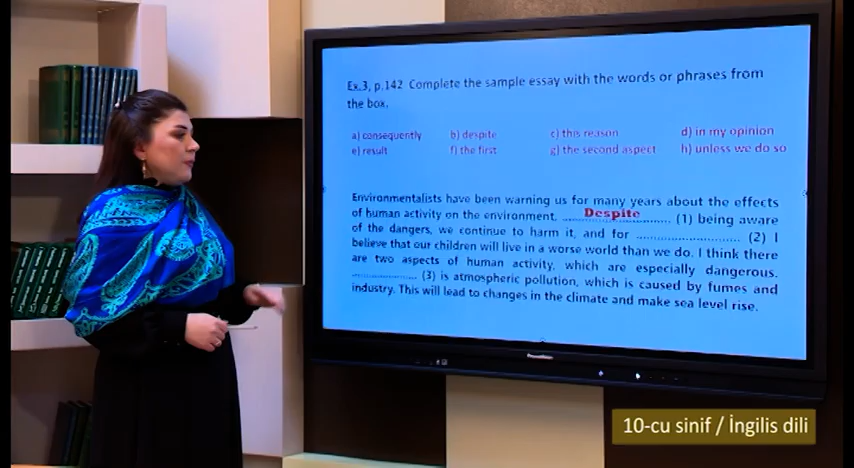 Ex.3, p.142 Complete the sample essay with the words or phrases from
the box.
a) consequently b) despite c) this reason d) in my opinion
e) result f) the first g) the second aspect h) unless we do so
Environmentalists have been warning us for many years about the effects
of human activity on the environment. ..........Despite.......... (1) being aware
of the dangers, we continue to harm it, and for .......................... (2) I
believe that our children will live in a worse world than we do. I think there
are two aspects of human activity, which are especially dangerous.
................ (3) is atmospheric pollution, which is caused by fumes and
industry. This will lead to changes in the climate and make sea level rise.
10-cu sinif / İngilis dili